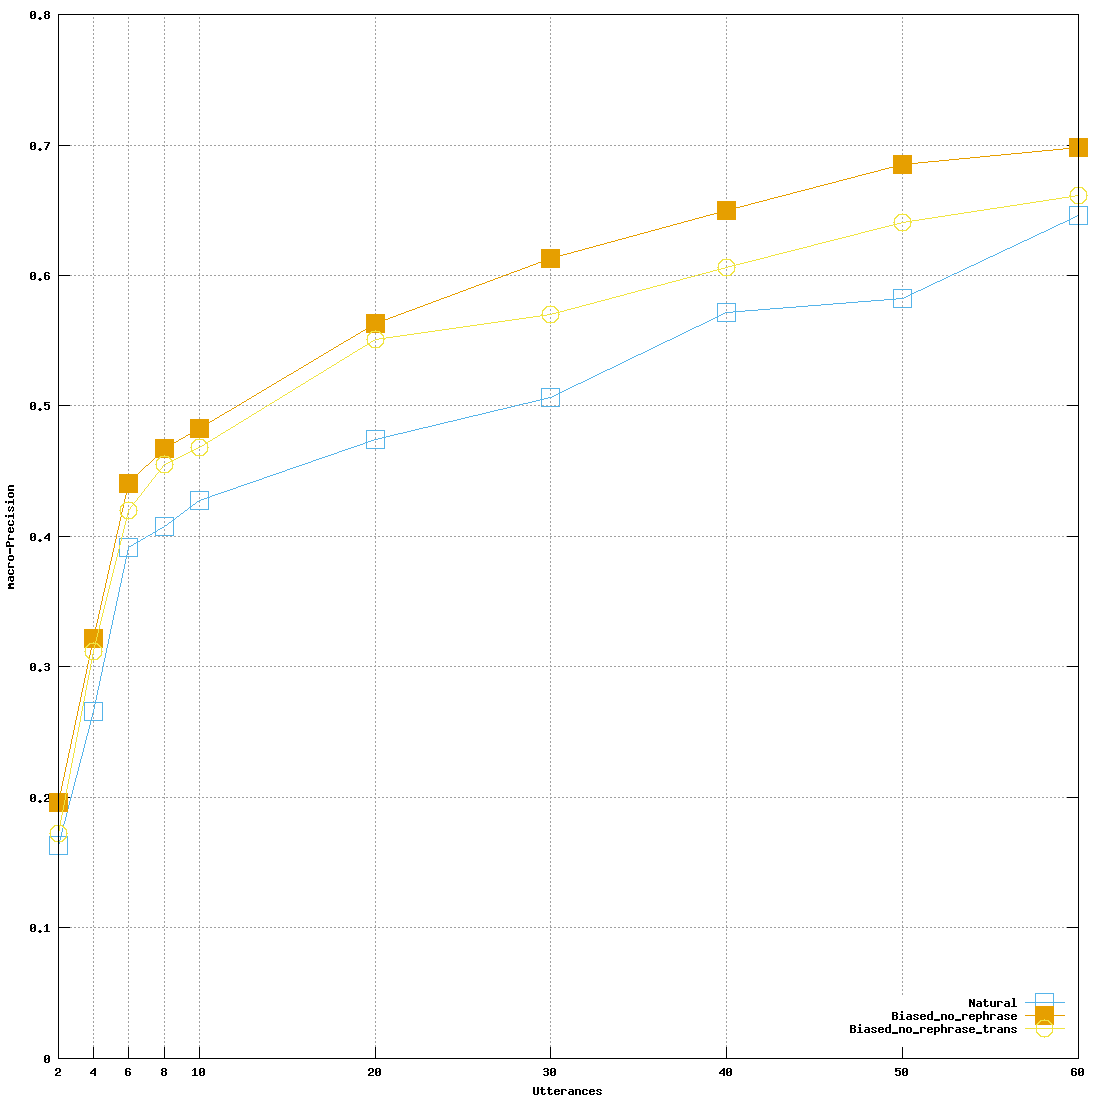 0.8
0.7
0.6
0.5
0.4
0.3
0.2
0.1
0
macro-Precision
Natural
Biased_no_rephrase
Biased_no_rephrase_trans
2 4 6 8 10 20 30 40 50 60
Utterances